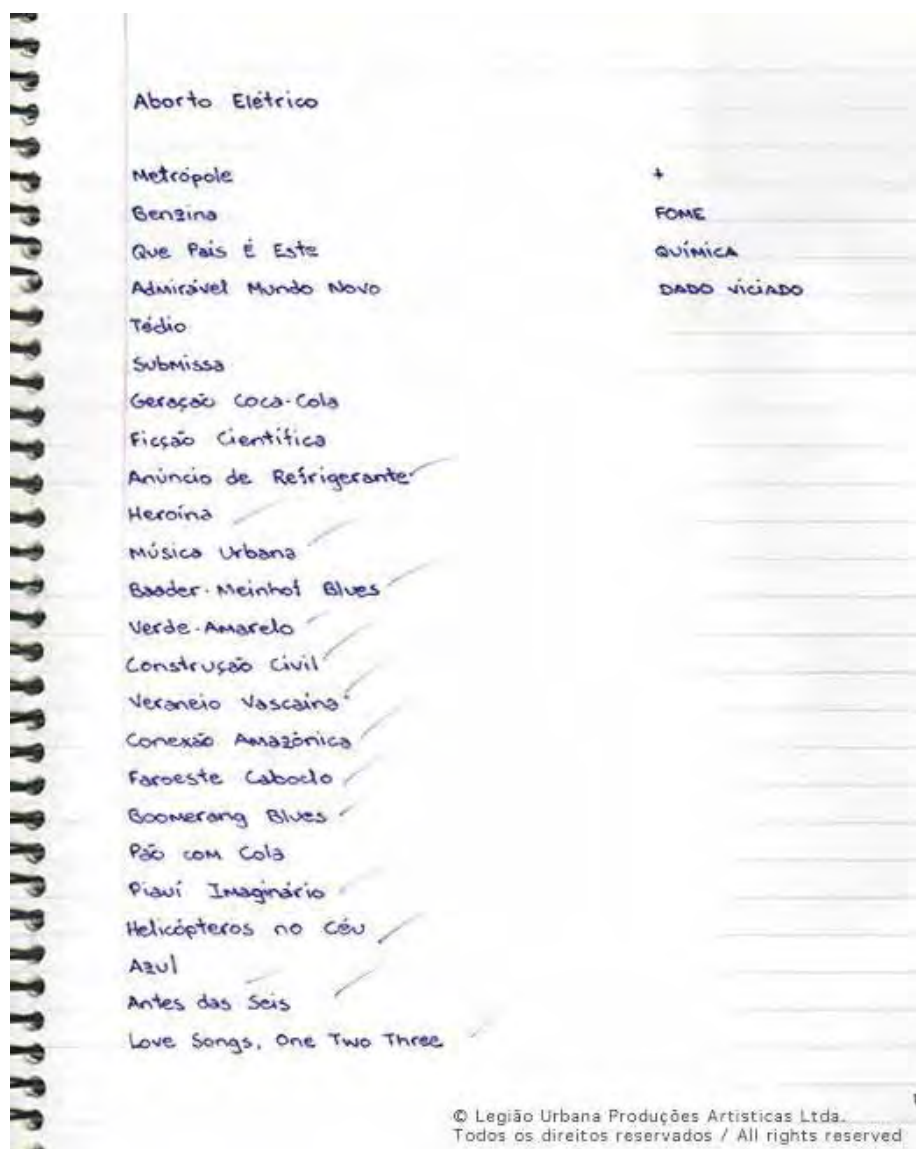 Aborto Elétrico
Metrópole
Benzina
Que País É Este
Admirável Mundo Novo
Tédio
Submissa
Geração Coca-Cola
Ficção Científica
Anúncio de Refrigerante
Heroína
Música Urbana
Baader-Meinhof Blues
Verde-Amarelo
Construção Civil
Veraneio Vascaína
Conexão Amazônica
Faroeste Caboclo
Boomerang Blues
Pão com Cola
Piauí Imaginário
Helicópteros no Céu
Azul
Antes das Seis
Love Songs, One Two Three
+
FOME
QUÍMICA
DADO VICIADO
© Legião Urbana Produções Artisticas Ltda.
Todos os direitos reservados / All rights reserved